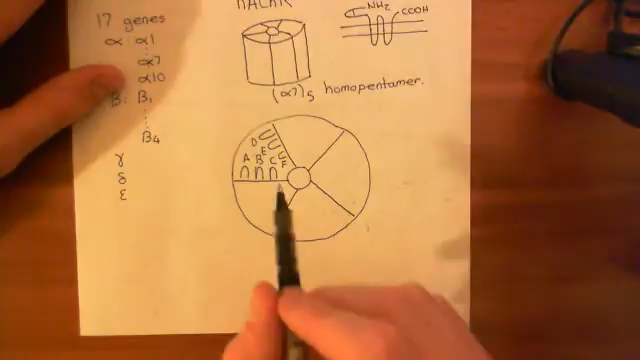 17 genes
α: α1
α7
α10
β: β1
β4
γ
δ
ε
nAChR
NH2
COOH
(α7)5 homopentamer.
D
E
F
A B C